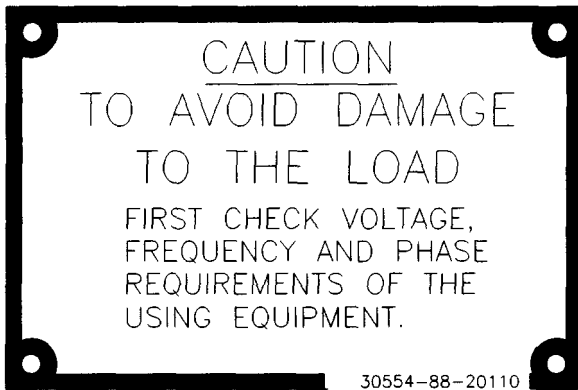 CAUTION
TO AVOID DAMAGE
TO THE LOAD
FIRST CHECK VOLTAGE,
FREQUENCY AND PHASE
REQUIREMENTS OF THE
USING EQUIPMENT.
30554-88-20110